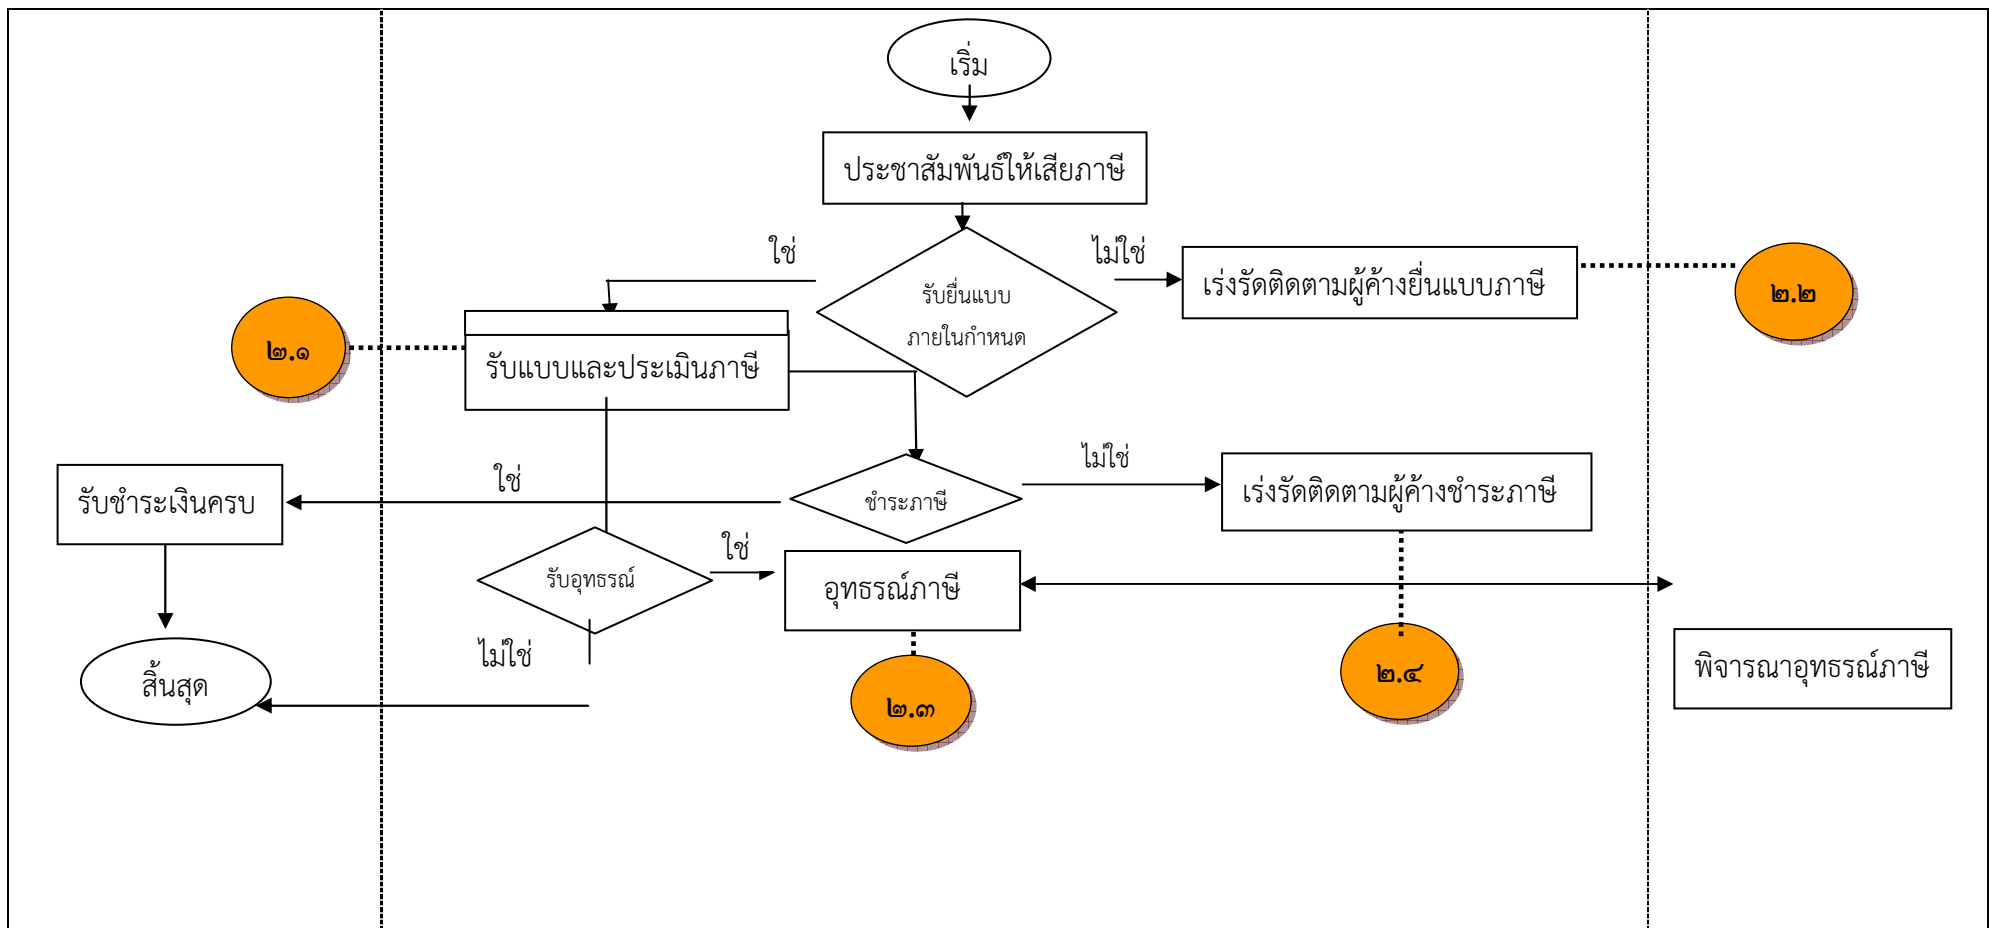 เริ่ม
ประชาสัมพันธ์ให้เสียภาษี
ใช่
ไม่ใช่
รับยื่นแบบ
ภายในกำหนด
เร่งรัดติดตามผู้ค้างยื่นแบบภาษี
๒.๒
๒.๑
รับแบบและประเมินภาษี
ใช่
ไม่ใช่
รับชำระเงินครบ
ชำระภาษี
เร่งรัดติดตามผู้ค้างชำระภาษี
รับอุทธรณ์
ใช่
อุทธรณ์ภาษี
ไม่ใช่
สิ้นสุด
๒.๓
๒.๔
พิจารณาอุทธรณ์ภาษี